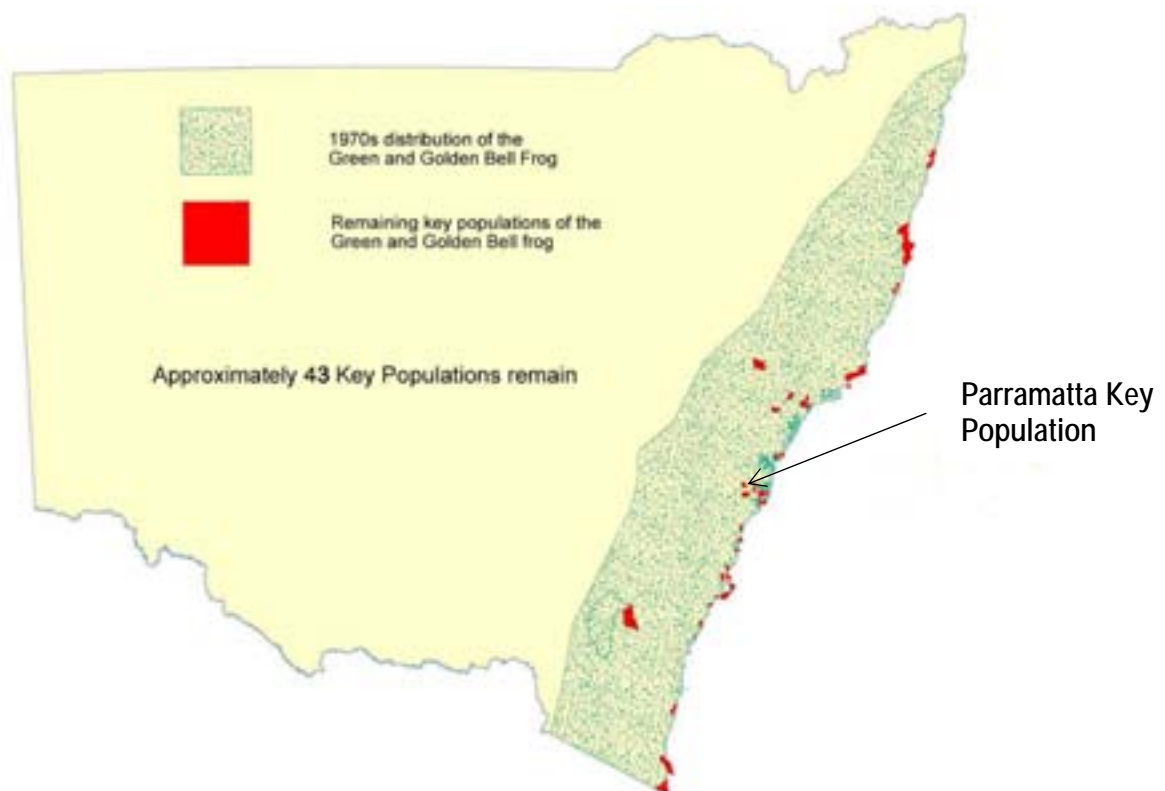 1970s distribution of the
Green and Golden Bell Frog
Remaining key populations of the
Green and Golden Bell frog
Approximately 43 Key Populations remain
Parramatta Key
Population